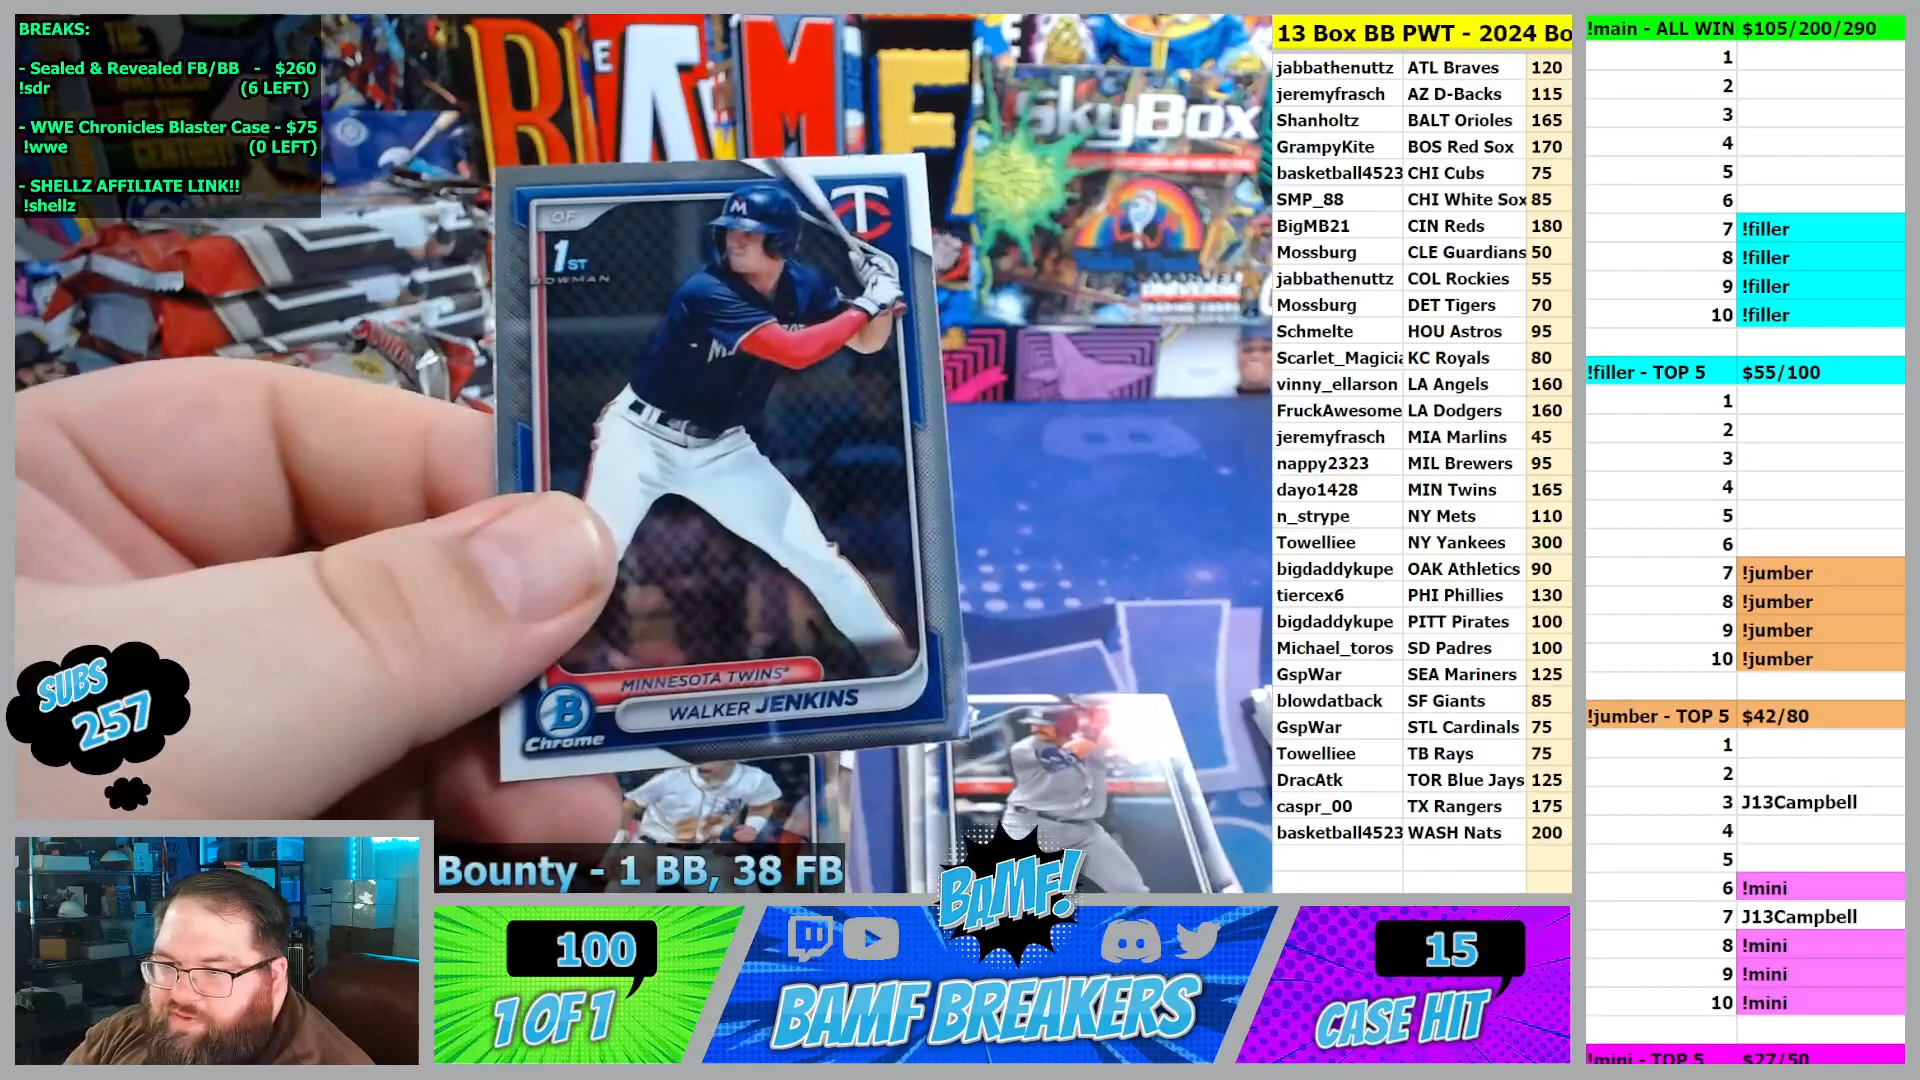 BREAKS:
- Sealed & Revealed FB/BB - $260
!sdr (6 LEFT)
- WWE Chronicles Blaster Case - $75
!wwe (0 LEFT)
- SHELLZ AFFILIATE LINK!!
!shellz
BAMF
SkyBox
OF
1ST
BOWMAN
M
TC
MINNESOTA TWINS
WALKER JENKINS
B
Chrome
SUBS
257
Bounty - 1 BB, 38 FB
BAMF!
100
1 OF 1
BAMF BREAKERS
15
CASE HIT
13 Box BB PWT - 2024 Bo
jabbathenuttz ATL Braves 120
jeremyfrasch AZ D-Backs 115
Shanholtz BALT Orioles 165
GrampyKite BOS Red Sox 170
basketball4523 CHI Cubs 75
SMP_88 CHI White Sox 85
BigMB21 CIN Reds 180
Mossburg CLE Guardians 50
jabbathenuttz COL Rockies 55
Mossburg DET Tigers 70
Schmelte HOU Astros 95
Scarlet_Magicia KC Royals 80
vinny_ellarson LA Angels 160
FruckAwesome LA Dodgers 160
jeremyfrasch MIA Marlins 45
nappy2323 MIL Brewers 95
dayo1428 MIN Twins 165
n_strype NY Mets 110
Towelliee NY Yankees 300
bigdaddykupe OAK Athletics 90
tiercex6 PHI Phillies 130
bigdaddykupe PITT Pirates 100
Michael_toros SD Padres 100
GspWar SEA Mariners 125
blowdatback SF Giants 85
GspWar STL Cardinals 75
Towelliee TB Rays 75
DracAtk TOR Blue Jays 125
caspr_00 TX Rangers 175
basketball4523 WASH Nats 200
!main - ALL WIN $105/200/290
1
2
3
4
5
6
7 !filler
8 !filler
9 !filler
10 !filler
!filler - TOP 5 $55/100
1
2
3
4
5
6
7 !jumber
8 !jumber
9 !jumber
10 !jumber
!jumber - TOP 5 $42/80
1
2
3 J13Campbell
4
5
6 !mini
7 J13Campbell
8 !mini
9 !mini
10 !mini
!mini - TOP 5 $27/50